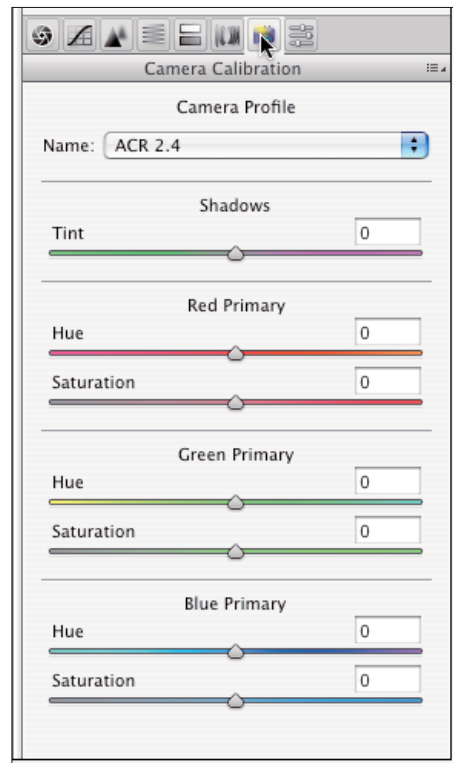 Camera Calibration
Camera Profile
Name: ACR 2.4
Shadows
Tint 0
Red Primary
Hue 0
Saturation 0
Green Primary
Hue 0
Saturation 0
Blue Primary
Hue 0
Saturation 0